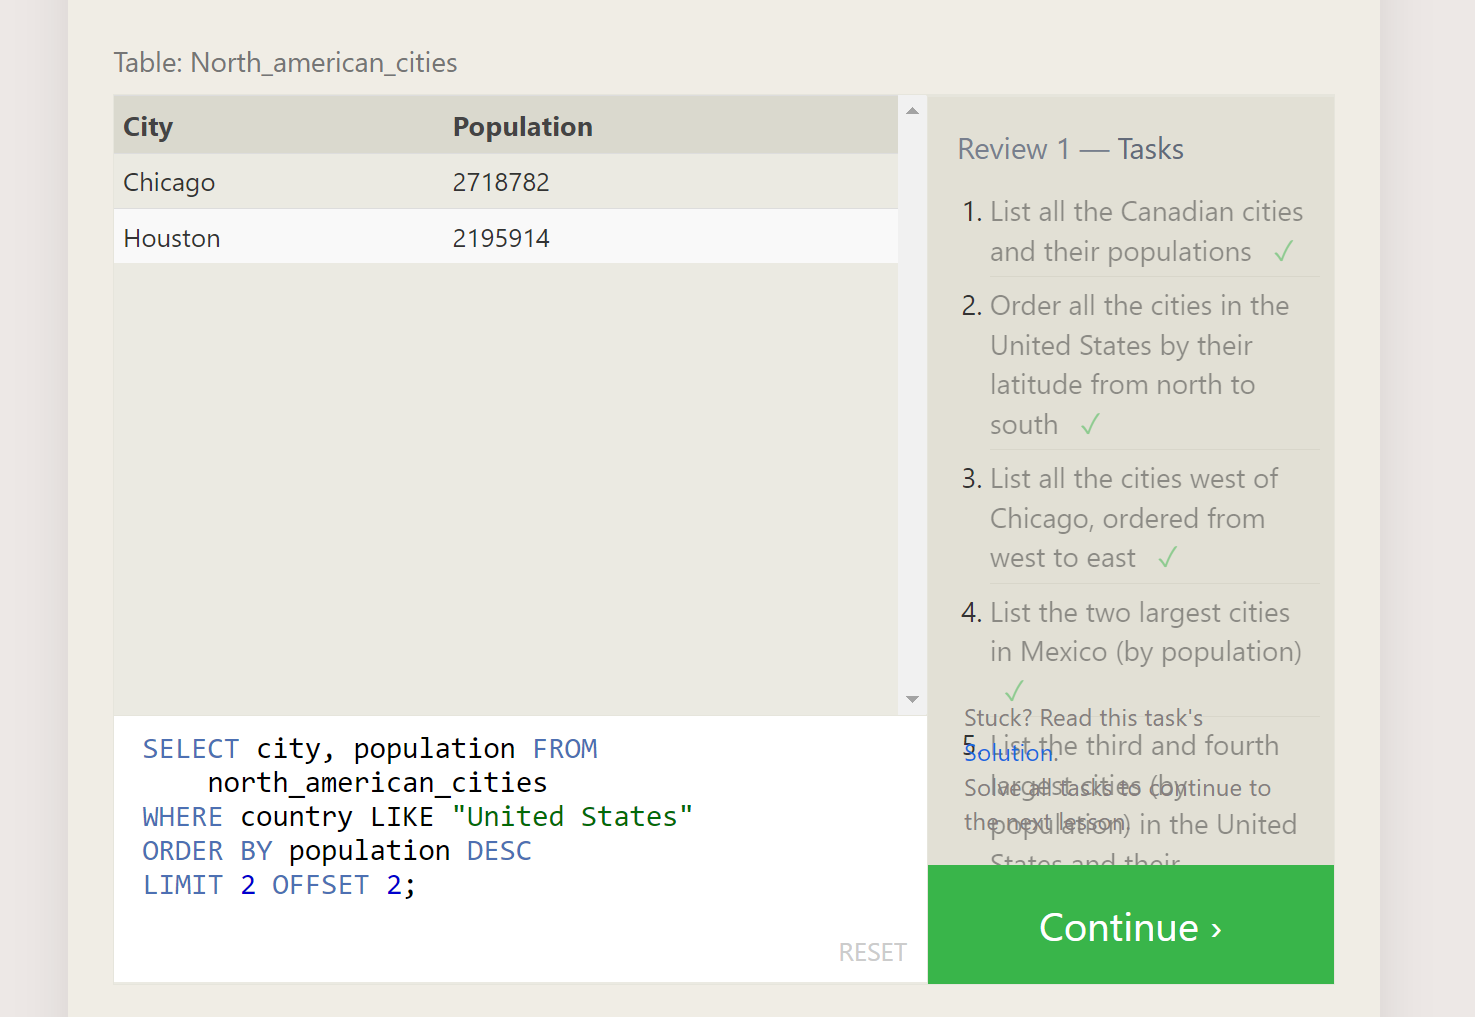 Table: North_american_cities
City Population
Chicago 2718782
Houston 2195914
SELECT city, population FROM
north_american_cities
WHERE country LIKE "United States"
ORDER BY population DESC
LIMIT 2 OFFSET 2;
RESET
Review 1 — Tasks
1. List all the Canadian cities
and their populations ✓
2. Order all the cities in the
United States by their
latitude from north to
south ✓
3. List all the cities west of
Chicago, ordered from
west to east ✓
4. List the two largest cities
in Mexico (by population)
✓
5. List the third and fourth
largest cities (by
population) in the United
States and their
Stuck? Read this task's
Solution.
Solve all tasks to continue to
the next lesson.
Continue ›